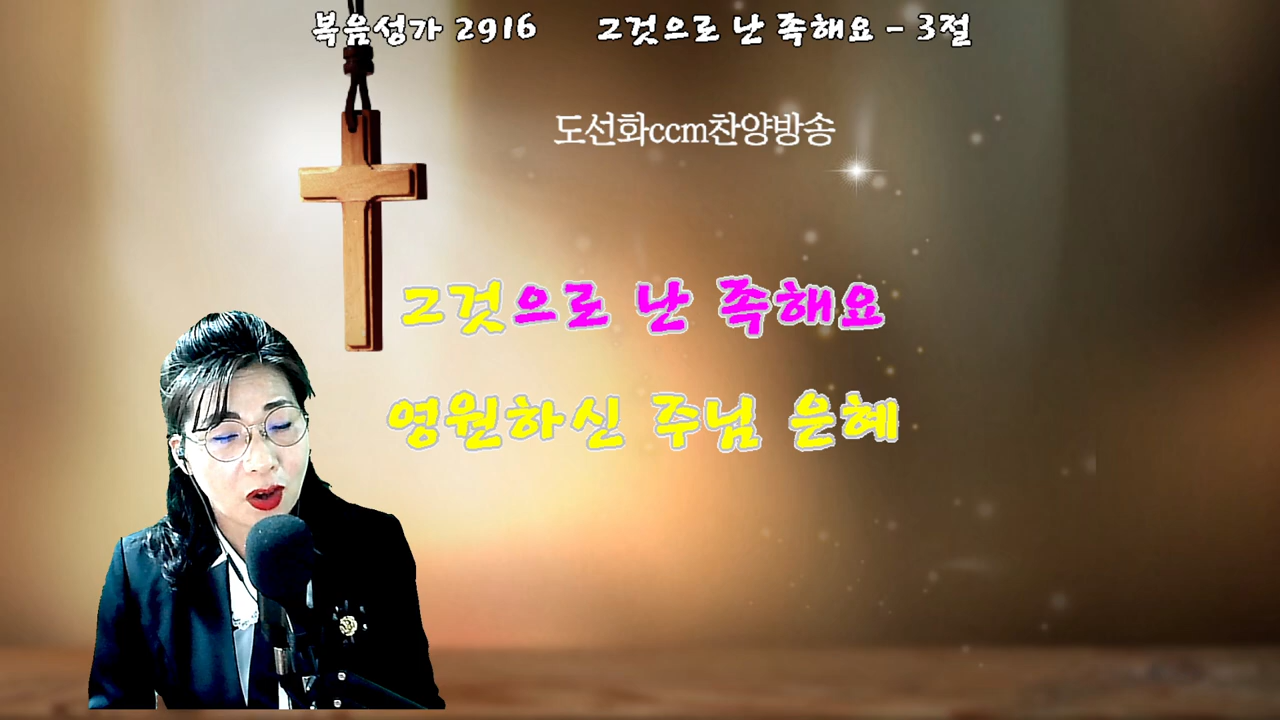 복음성가 2916 그것으로 난 족해요 - 3절
도선화ccm찬양방송
그것으로 난 족해요
영원하신 주님 은혜